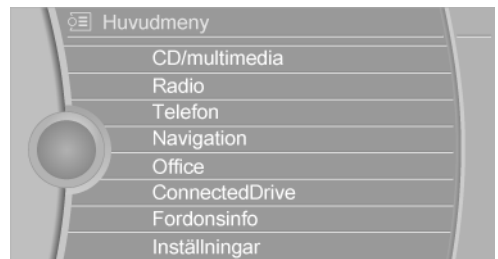 Huvudmeny
CD/multimedia
Radio
Telefon
Navigation
Office
ConnectedDrive
Fordonsinfo
Inställningar